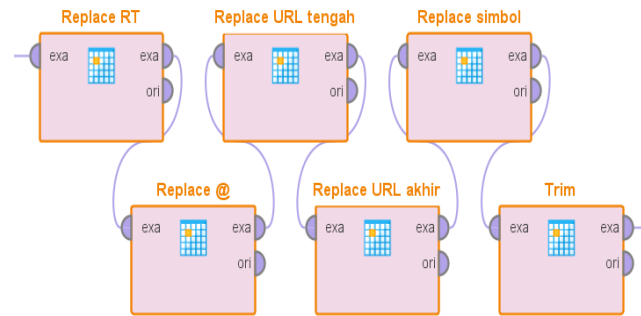 Replace RT
Replace URL tengah
Replace simbol
exa exa
ori
exa exa
ori
exa exa
ori
Replace @
Replace URL akhir
Trim
exa exa
ori
exa exa
ori
exa exa
ori